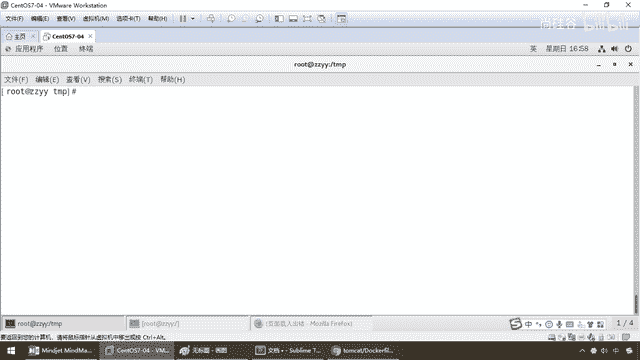 CentOS7-04 - VMware Workstation
文件(F) 编辑(E) 查看(V) 虚拟机(M) 选项卡(T) 帮助(H)
主页 CentOS7-04
应用程序 位置 终端 英 星期日 16:58
root@zzyy:/tmp
文件(F) 编辑(E) 查看(V) 搜索(S) 终端(T) 帮助(H)
[root@zzyy tmp]#
root@zzyy:/tmp [root@zzyy:/] [页面载入出错 - Mozilla Firefox] 1 / 4
要返回到您的计算机，请将鼠标指针从虚拟机中移出或按 Ctrl+Alt。
Mindjet MindMa... CentOS7-04 - VM... 无标题 - 画图 文档 • - Sublime T... tomcat/Dockerfil...